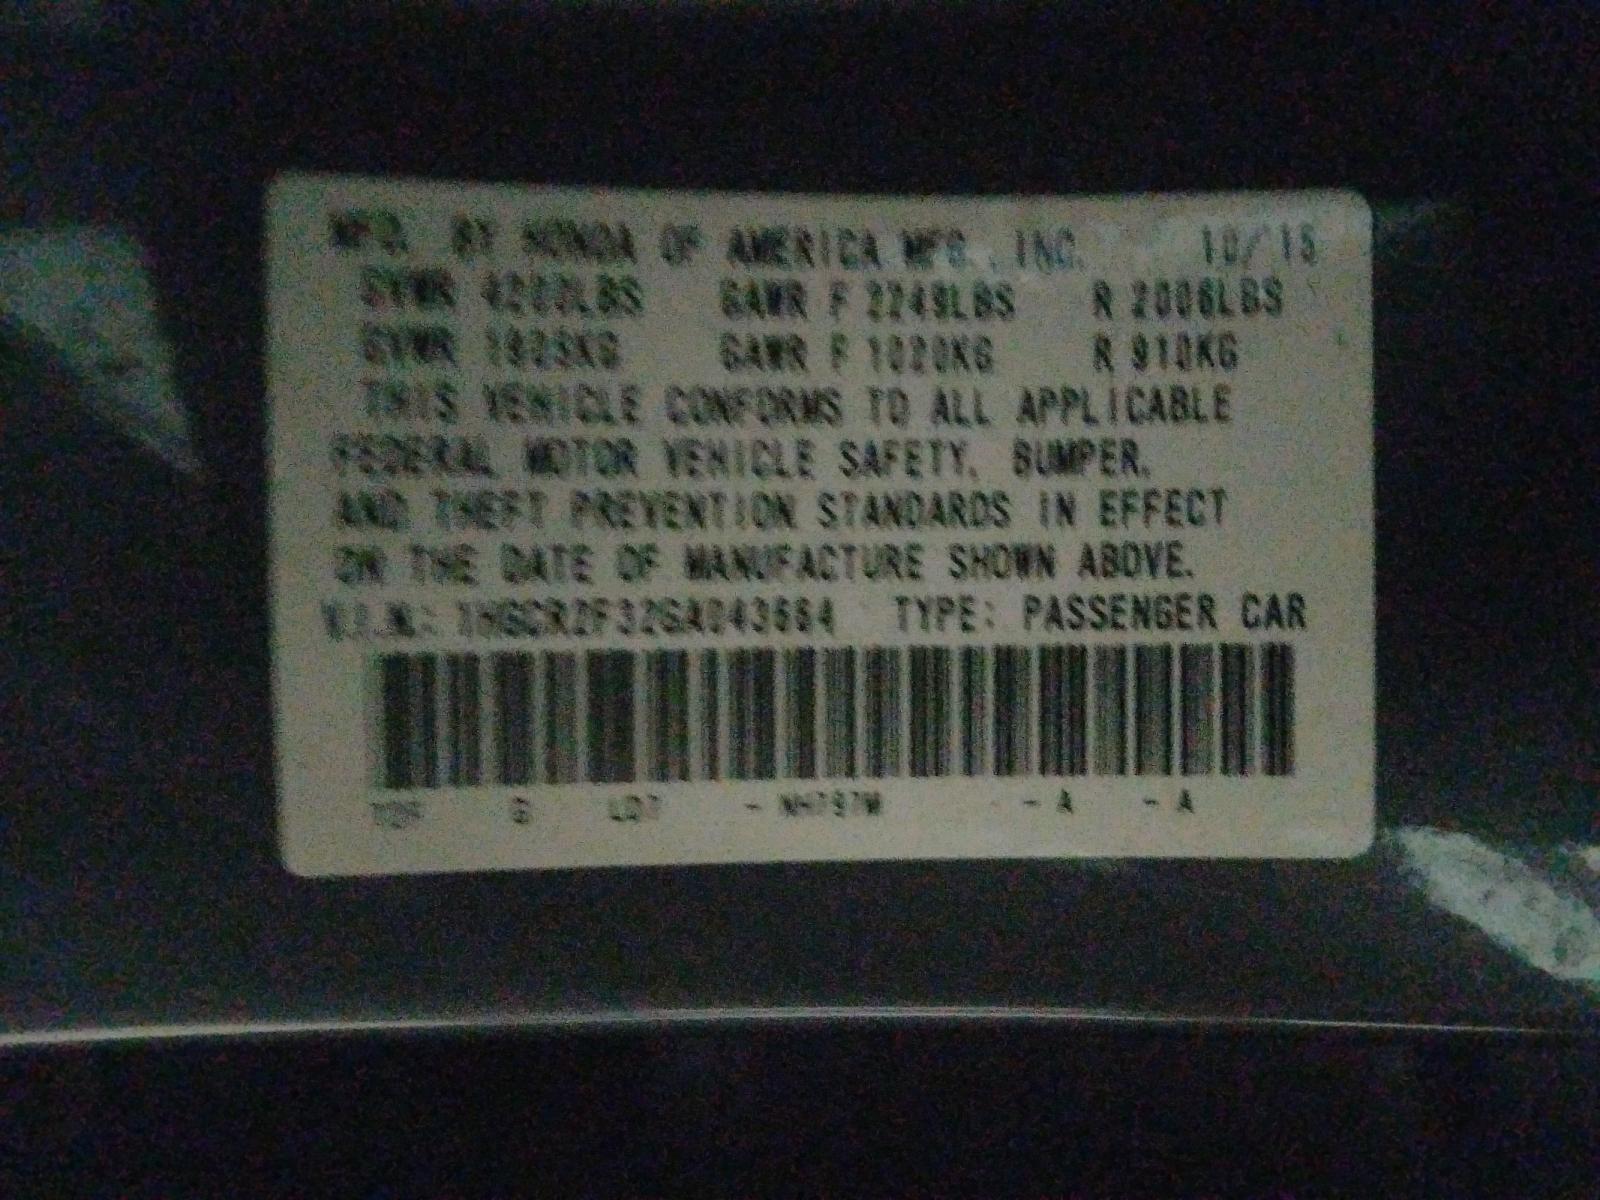 MFD. BY HONDA OF AMERICA MFG., INC. 10/15
GVWR 4200LBS GAWR F 2249LBS R 2006LBS
GVWR 1905KG GAWR F 1020KG R 910KG
THIS VEHICLE CONFORMS TO ALL APPLICABLE
FEDERAL MOTOR VEHICLE SAFETY, BUMPER,
AND THEFT PREVENTION STANDARDS IN EFFECT
ON THE DATE OF MANUFACTURE SHOWN ABOVE.
V.I.N.: TYPE: PASSENGER CAR
G - NH797M - A - A